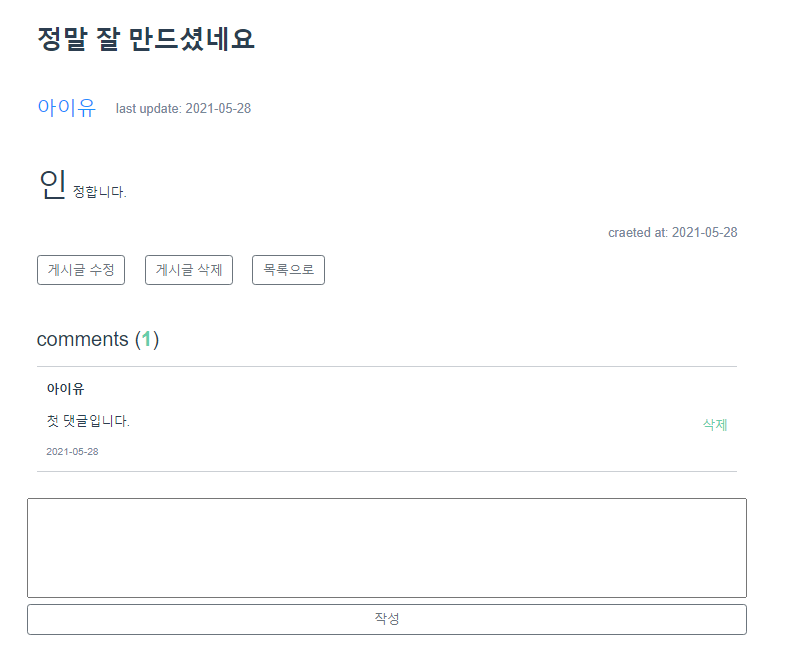 정말 잘 만드셨네요
아이유 last update: 2021-05-28
인 정합니다.
craeted at: 2021-05-28
게시글 수정 게시글 삭제 목록으로
comments (1)
아이유
첫 댓글입니다.
삭제
2021-05-28
작성